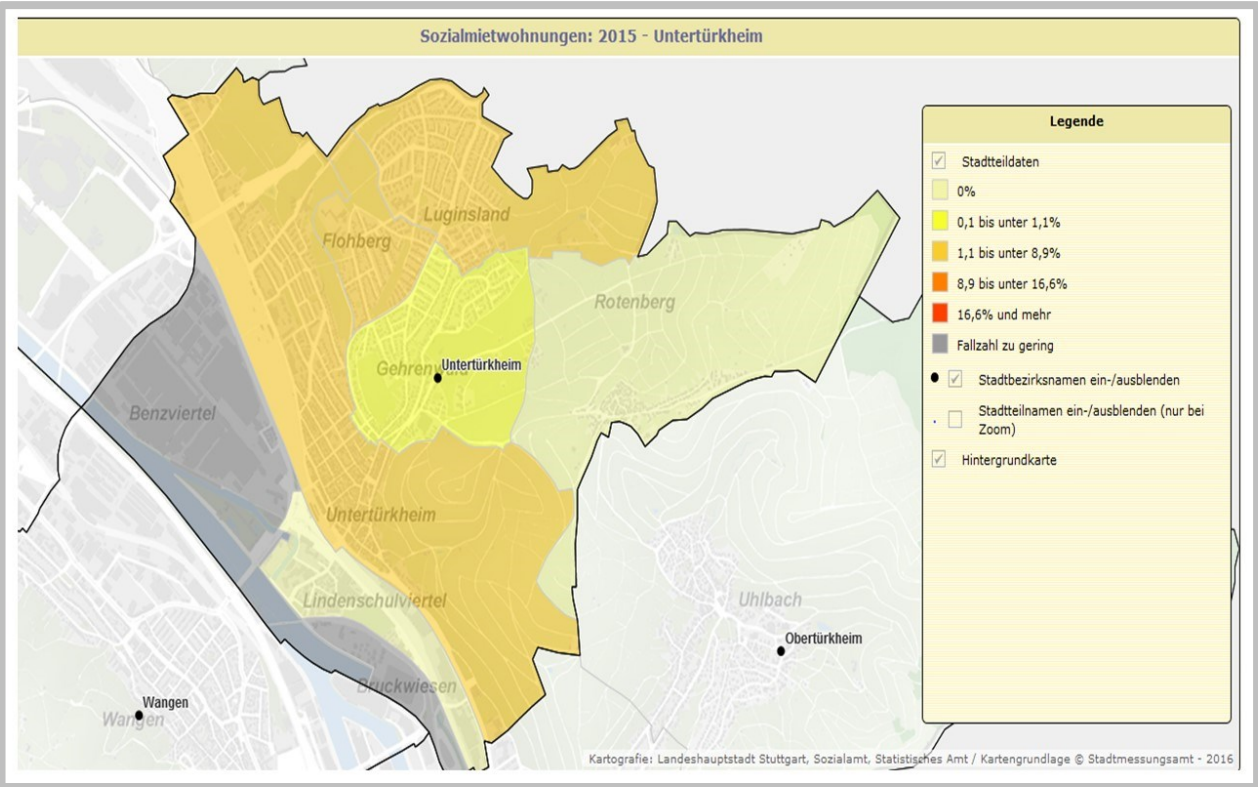 Sozialmietwohnungen: 2015 - Untertürkheim
Legende
Stadtteildaten
0%
0,1 bis unter 1,1%
1,1 bis unter 8,9%
8,9 bis unter 16,6%
16,6% und mehr
Fallzahl zu gering
Stadtbezirksnamen ein-/ausblenden
Stadtteilnamen ein-/ausblenden (nur bei
Zoom)
Hintergrundkarte
Luginsland
Flohberg
Rotenberg
Gehrenwald
Untertürkheim
Benzviertel
Untertürkheim
Lindenschulviertel
Uhlbach
Obertürkheim
Bruckwiesen
Wangen
Wangen
Kartografie: Landeshauptstadt Stuttgart, Sozialamt, Statistisches Amt / Kartengrundlage © Stadtmessungsamt - 2016